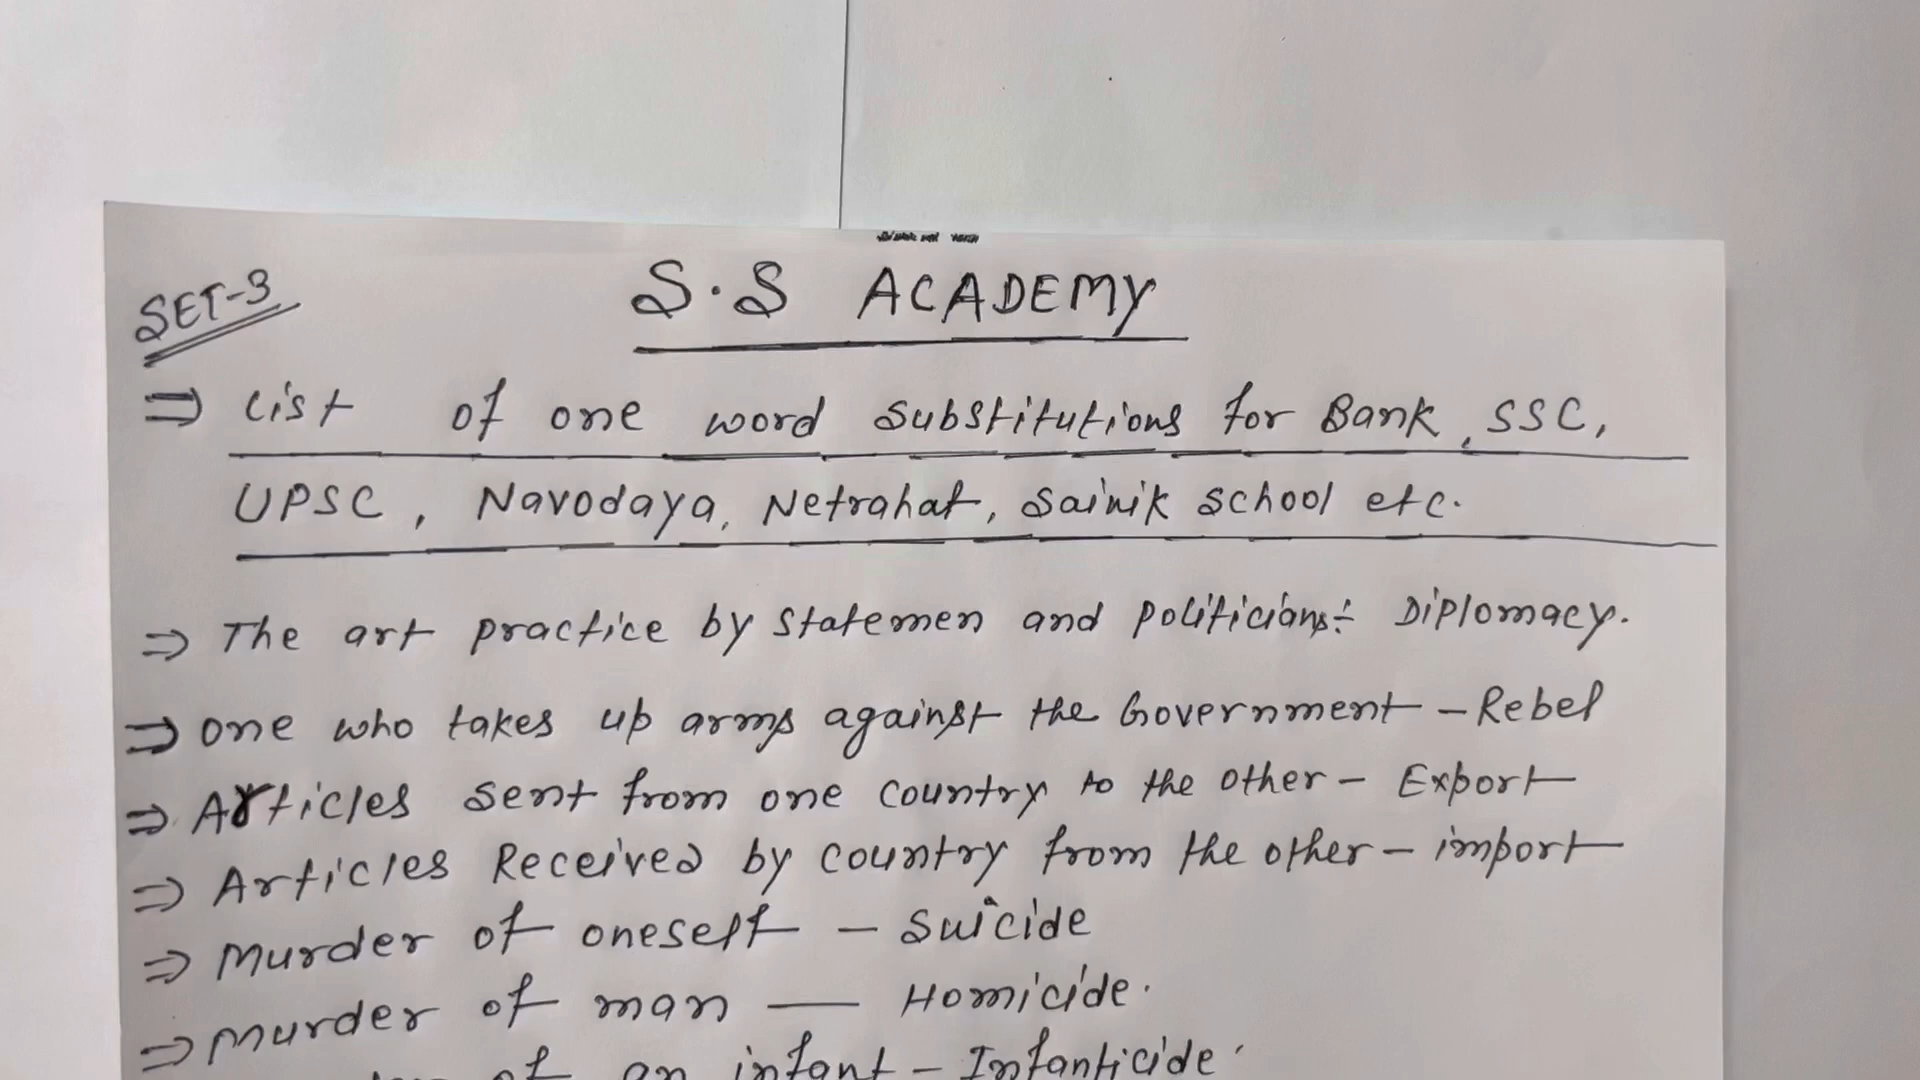 SET-3
S.S ACADEMY
⇒ List of one word substitutions for Bank, SSC,
UPSC, Navodaya, Netrahat, Sainik school etc.
⇒ The art practice by Statemen and politicians:- Diplomacy.
⇒ one who takes up arms against the Government - Rebel
⇒ Articles sent from one country to the other - Export
⇒ Articles Received by country from the other - import
⇒ Murder of oneself - Suicide
⇒ Murder of man — Homicide.
of an infant - Infanticide.